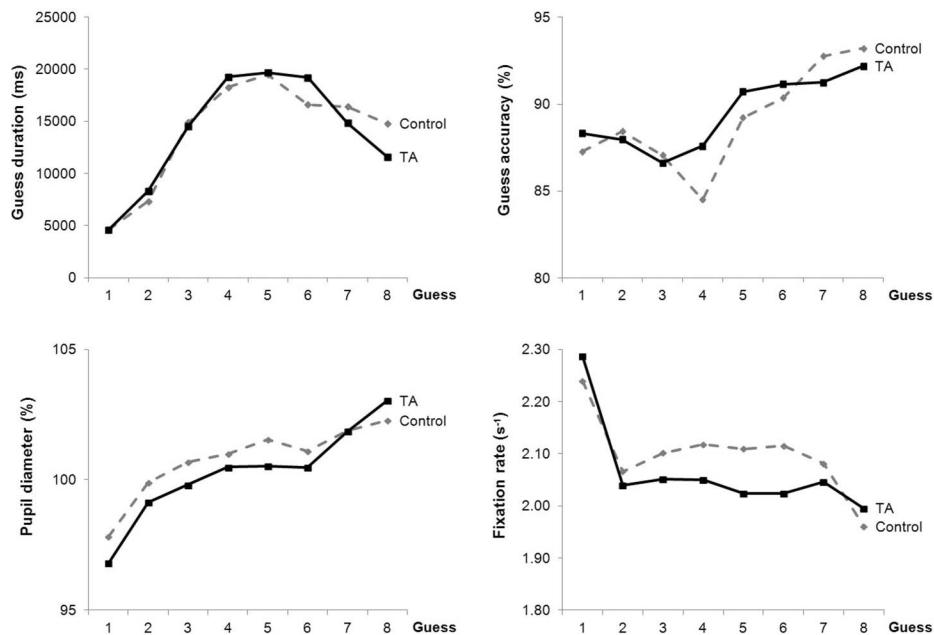 Guess duration (ms)
25000
20000
15000
10000
5000
0
Control
TA
1 2 3 4 5 6 7 8 Guess
Guess accuracy (%)
95
90
85
80
Control
TA
1 2 3 4 5 6 7 8 Guess
Pupil diameter (%)
105
100
95
TA
Control
1 2 3 4 5 6 7 8 Guess
Fixation rate (s⁻¹)
2.30
2.20
2.10
2.00
1.90
1.80
TA
Control
1 2 3 4 5 6 7 8 Guess